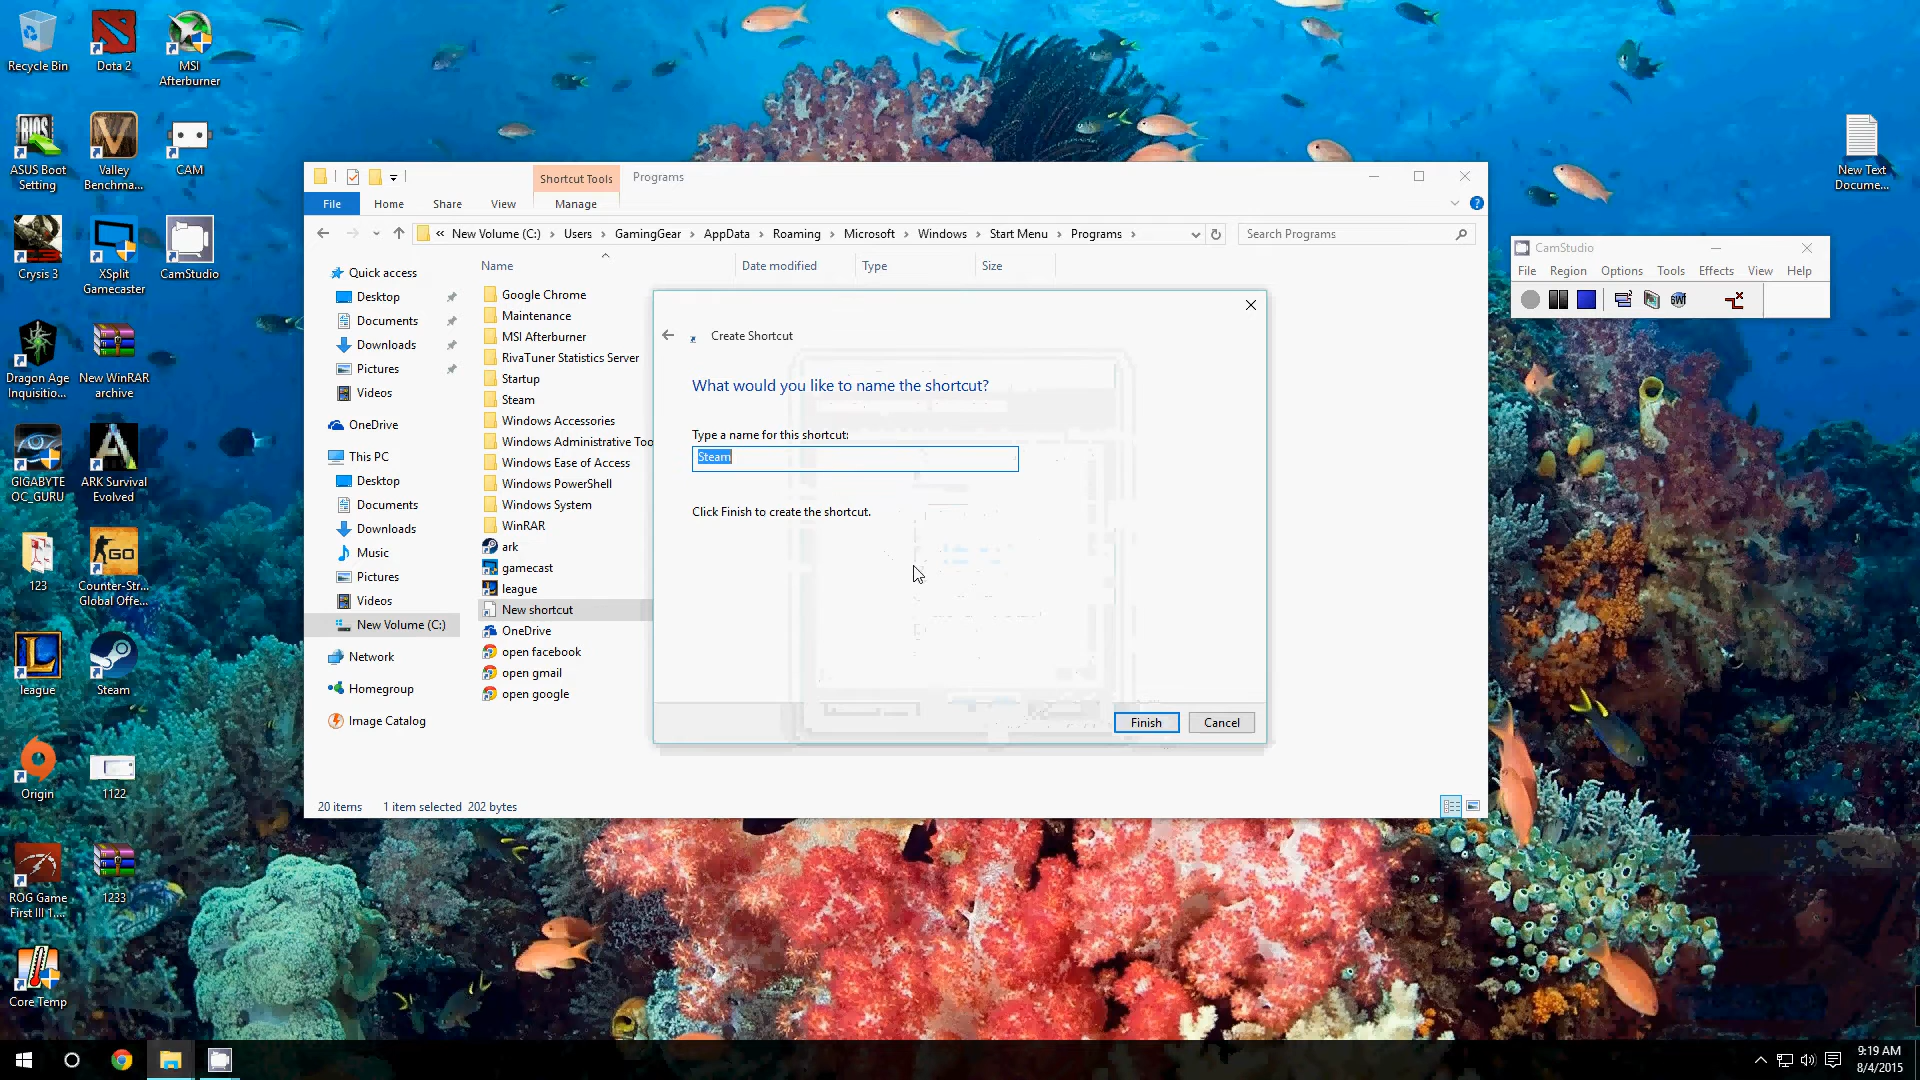 Recycle Bin
Dota 2
MSI Afterburner
ASUS Boot Setting
Valley Benchma...
CAM
Crysis 3
XSplit Gamecaster
CamStudio
Dragon Age Inquisitio...
New WinRAR archive
GIGABYTE OC_GURU
ARK Survival Evolved
123
Counter-Str... Global Offe...
league
Steam
Origin
1122
ROG Game First III 1....
1233
Core Temp
New Text Docume...
Shortcut Tools
Programs
File
Home
Share
View
Manage
« New Volume (C:) › Users › GamingGear › AppData › Roaming › Microsoft › Windows › Start Menu › Programs ›
Search Programs
Name
Date modified
Type
Size
Quick access
Desktop
Documents
Downloads
Pictures
Videos
OneDrive
This PC
Desktop
Documents
Downloads
Music
Pictures
Videos
New Volume (C:)
Network
Homegroup
Image Catalog
Google Chrome
Maintenance
MSI Afterburner
RivaTuner Statistics Server
Startup
Steam
Windows Accessories
Windows Administrative Too
Windows Ease of Access
Windows PowerShell
Windows System
WinRAR
ark
gamecast
league
New shortcut
OneDrive
open facebook
open gmail
open google
20 items
1 item selected 202 bytes
Create Shortcut
What would you like to name the shortcut?
Type a name for this shortcut:
Steam
Click Finish to create the shortcut.
Finish
Cancel
CamStudio
File
Region
Options
Tools
Effects
View
Help
9:19 AM
8/4/2015